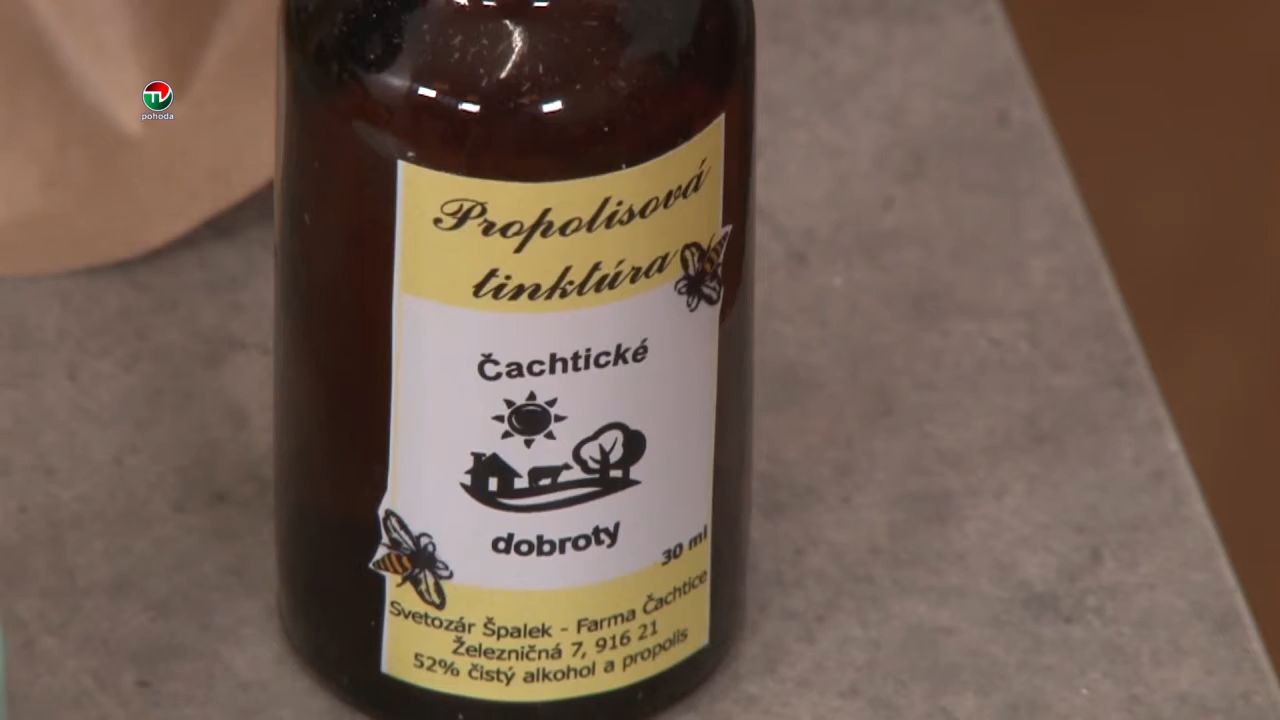 TV
pohoda
Propolisová
tinktúra
Čachtické
dobroty
30 ml
Svetozár Špalek - Farma Čachtice
Železničná 7, 916 21
52% čistý alkohol a propolis